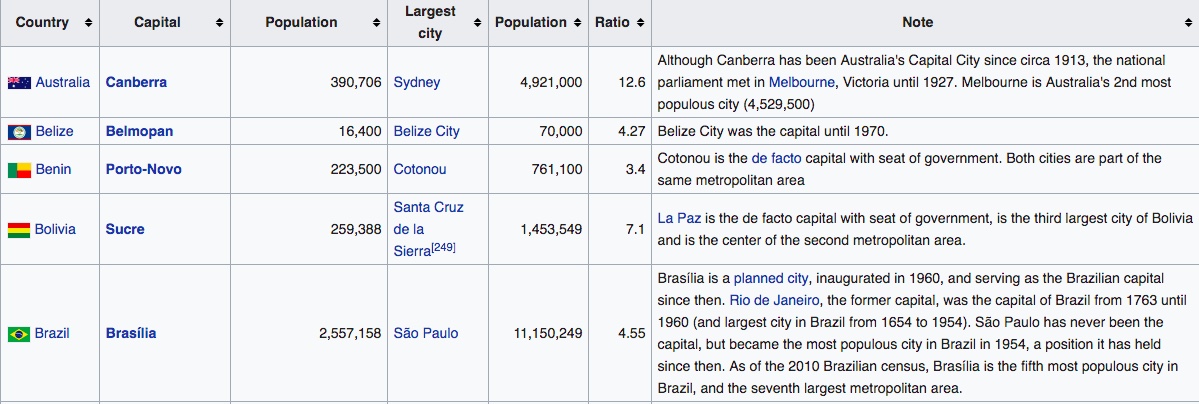 Country Capital Population Largest city Population Ratio Note
Australia Canberra 390,706 Sydney 4,921,000 12.6 Although Canberra has been Australia's Capital City since circa 1913, the national
parliament met in Melbourne, Victoria until 1927. Melbourne is Australia's 2nd most
populous city (4,529,500)
Belize Belmopan 16,400 Belize City 70,000 4.27 Belize City was the capital until 1970.
Benin Porto-Novo 223,500 Cotonou 761,100 3.4 Cotonou is the de facto capital with seat of government. Both cities are part of the
same metropolitan area
Bolivia Sucre 259,388 Santa Cruz
de la
Sierra[249] 1,453,549 7.1 La Paz is the de facto capital with seat of government, is the third largest city of Bolivia
and is the center of the second metropolitan area.
Brazil Brasília 2,557,158 São Paulo 11,150,249 4.55 Brasília is a planned city, inaugurated in 1960, and serving as the Brazilian capital
since then. Rio de Janeiro, the former capital, was the capital of Brazil from 1763 until
1960 (and largest city in Brazil from 1654 to 1954). São Paulo has never been the
capital, but became the most populous city in Brazil in 1954, a position it has held
since then. As of the 2010 Brazilian census, Brasília is the fifth most populous city in
Brazil, and the seventh largest metropolitan area.